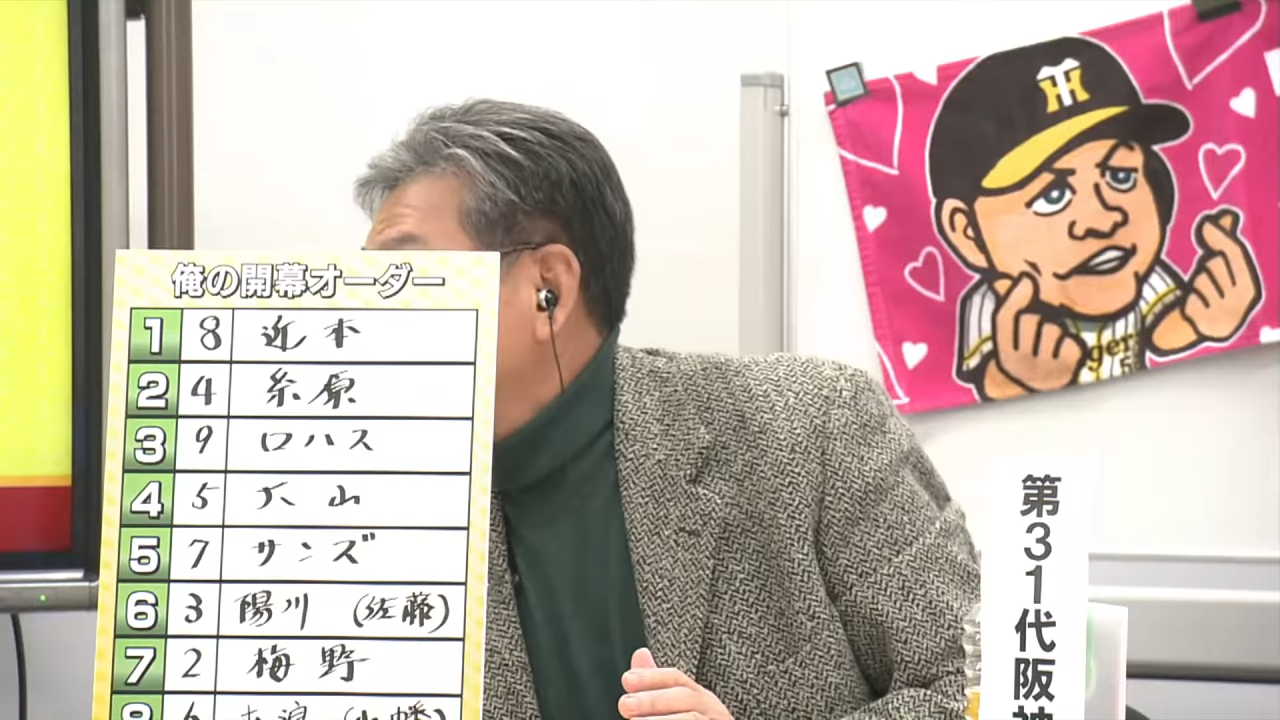 俺の開幕オーダー
1 8 近本
2 4 糸原
3 9 ロハス
4 5 大山
5 7 サンズ
6 3 陽川 (佐藤)
7 2 梅野
8 6
第31代阪神